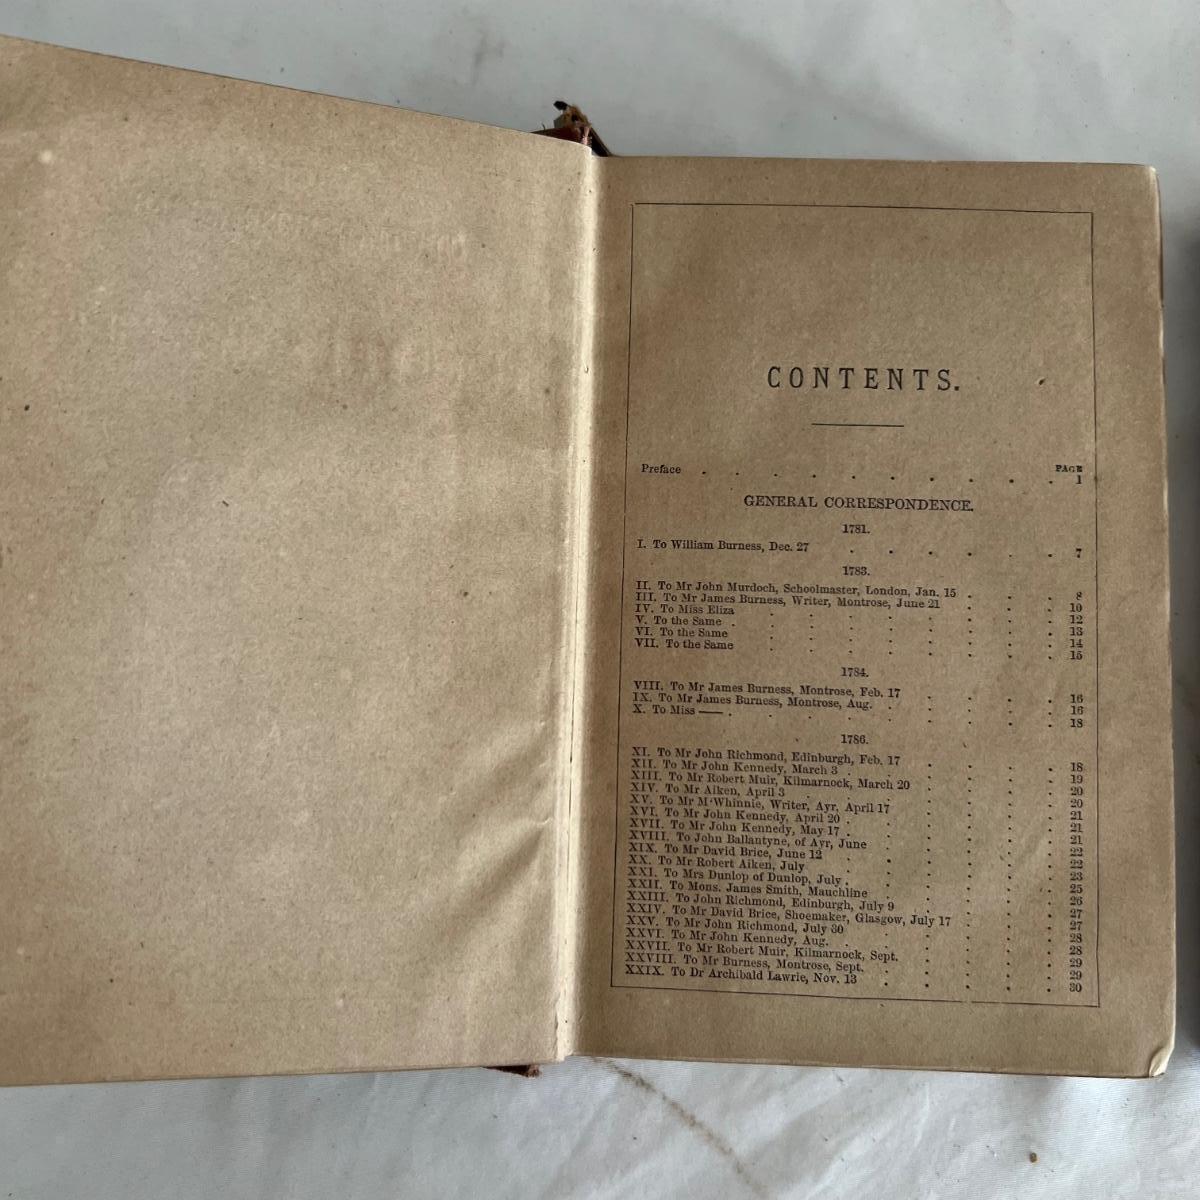 CONTENTS.
PAGE
Preface . . . . . . . . . . 1
GENERAL CORRESPONDENCE.
1781.
I. To William Burness, Dec. 27 . . . . . . 7
1783.
II. To Mr John Murdoch, Schoolmaster, London, Jan. 15 . . . 8
III. To Mr James Burness, Writer, Montrose, June 21 . . . 10
IV. To Miss Eliza . . . . . . . . 12
V. To the Same . . . . . . . . . 13
VI. To the Same . . . . . . . . 14
VII. To the Same . . . . . . . . 15
1784.
VIII. To Mr James Burness, Montrose, Feb. 17 . . . . 16
IX. To Mr James Burness, Montrose, Aug. . . . . . 16
X. To Miss —— . . . . . . . . . 18
1786.
XI. To Mr John Richmond, Edinburgh, Feb. 17 . . . . 18
XII. To Mr John Kennedy, March 3 . . . . . . 19
XIII. To Mr Robert Muir, Kilmarnock, March 20 . . . . 20
XIV. To Mr Aiken, April 3 . . . . . . . 20
XV. To Mr M'Whinnie, Writer, Ayr, April 17 . . . . 21
XVI. To Mr John Kennedy, April 20 . . . . . . 21
XVII. To Mr John Kennedy, May 17 . . . . . . 21
XVIII. To John Ballantyne, of Ayr, June . . . . . 22
XIX. To Mr David Brice, June 12 . . . . . . 22
XX. To Mr Robert Aiken, July . . . . . . 23
XXI. To Mrs Dunlop of Dunlop, July . . . . . . 25
XXII. To Mons. James Smith, Mauchline . . . . . 26
XXIII. To John Richmond, Edinburgh, July 9 . . . . 27
XXIV. To Mr David Brice, Shoemaker, Glasgow, July 17 . . . 27
XXV. To Mr John Richmond, July 30 . . . . . 28
XXVI. To Mr John Kennedy, Aug. . . . . . . 28
XXVII. To Mr Robert Muir, Kilmarnock, Sept. . . . . 29
XXVIII. To Mr Burness, Montrose, Sept. . . . . . 29
XXIX. To Dr Archibald Lawrie, Nov. 13 . . . . . 30